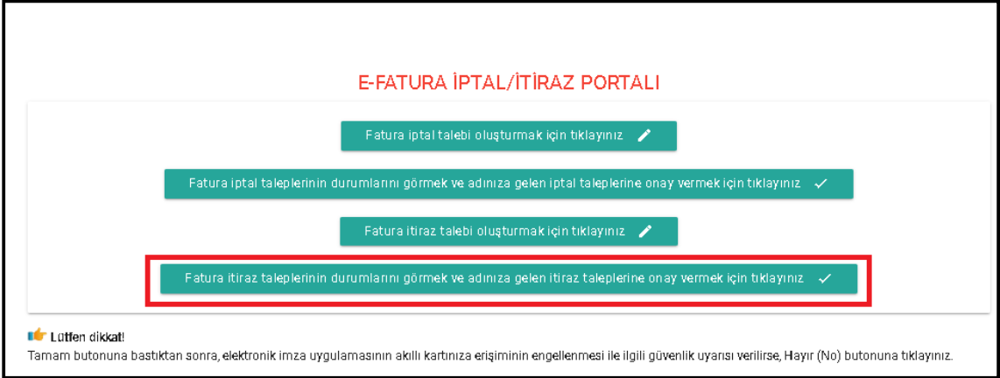 E-FATURA İPTAL/İTİRAZ PORTALI
Fatura iptal talebi oluşturmak için tıklayınız
Fatura iptal taleplerinin durumlarını görmek ve adınıza gelen iptal taleplerine onay vermek için tıklayınız
Fatura itiraz talebi oluşturmak için tıklayınız
Fatura itiraz taleplerinin durumlarını görmek ve adınıza gelen itiraz taleplerine onay vermek için tıklayınız
Lütfen dikkat!
Tamam butonuna bastıktan sonra, elektronik imza uygulamasının akıllı kartınıza erişiminin engellenmesi ile ilgili güvenlik uyarısı verilirse, Hayır (No) butonuna tıklayınız.